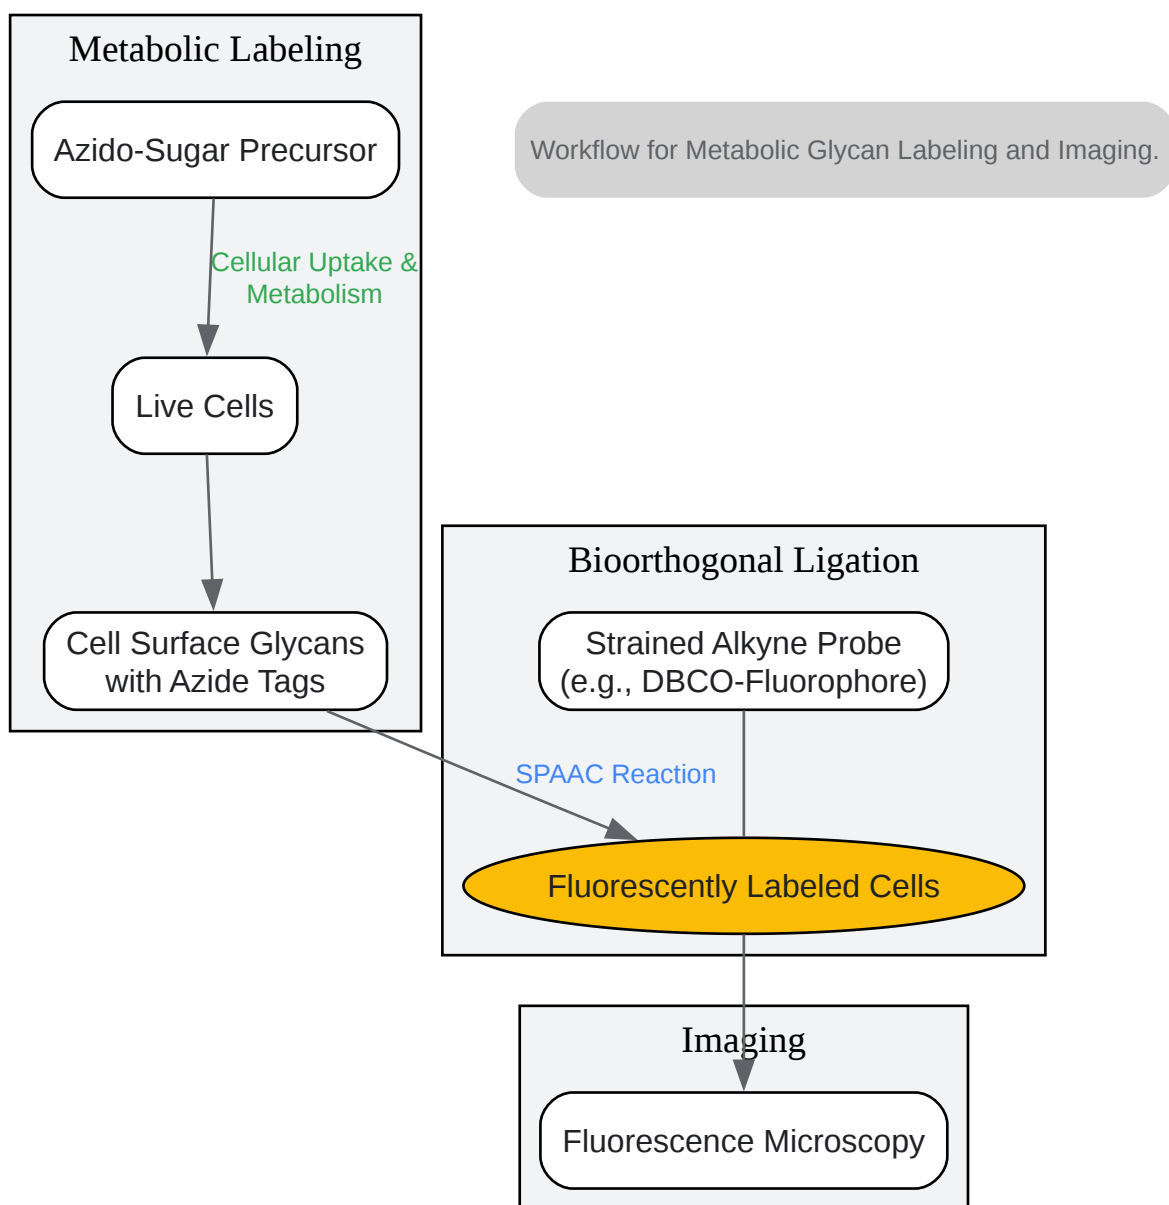 Metabolic Labeling
Azido-Sugar Precursor
Workflow for Metabolic Glycan Labeling and Imaging.
Cellular Uptake &
Metabolism
Live Cells
Cell Surface Glycans
with Azide Tags
Bioorthogonal Ligation
Strained Alkyne Probe
(e.g., DBCO-Fluorophore)
SPAAC Reaction
Fluorescently Labeled Cells
Imaging
Fluorescence Microscopy